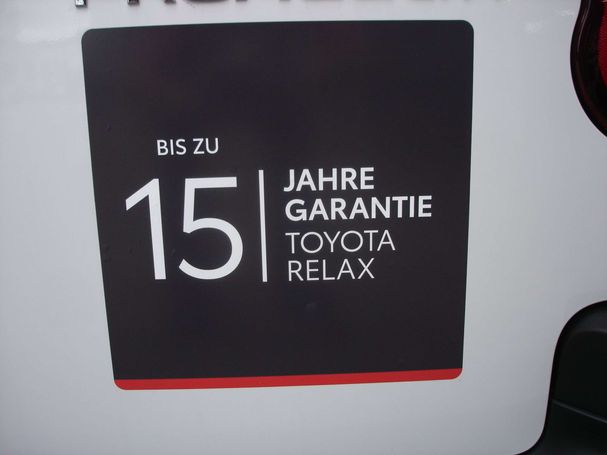 BIS ZU
15
JAHRE
GARANTIE
TOYOTA
RELAX